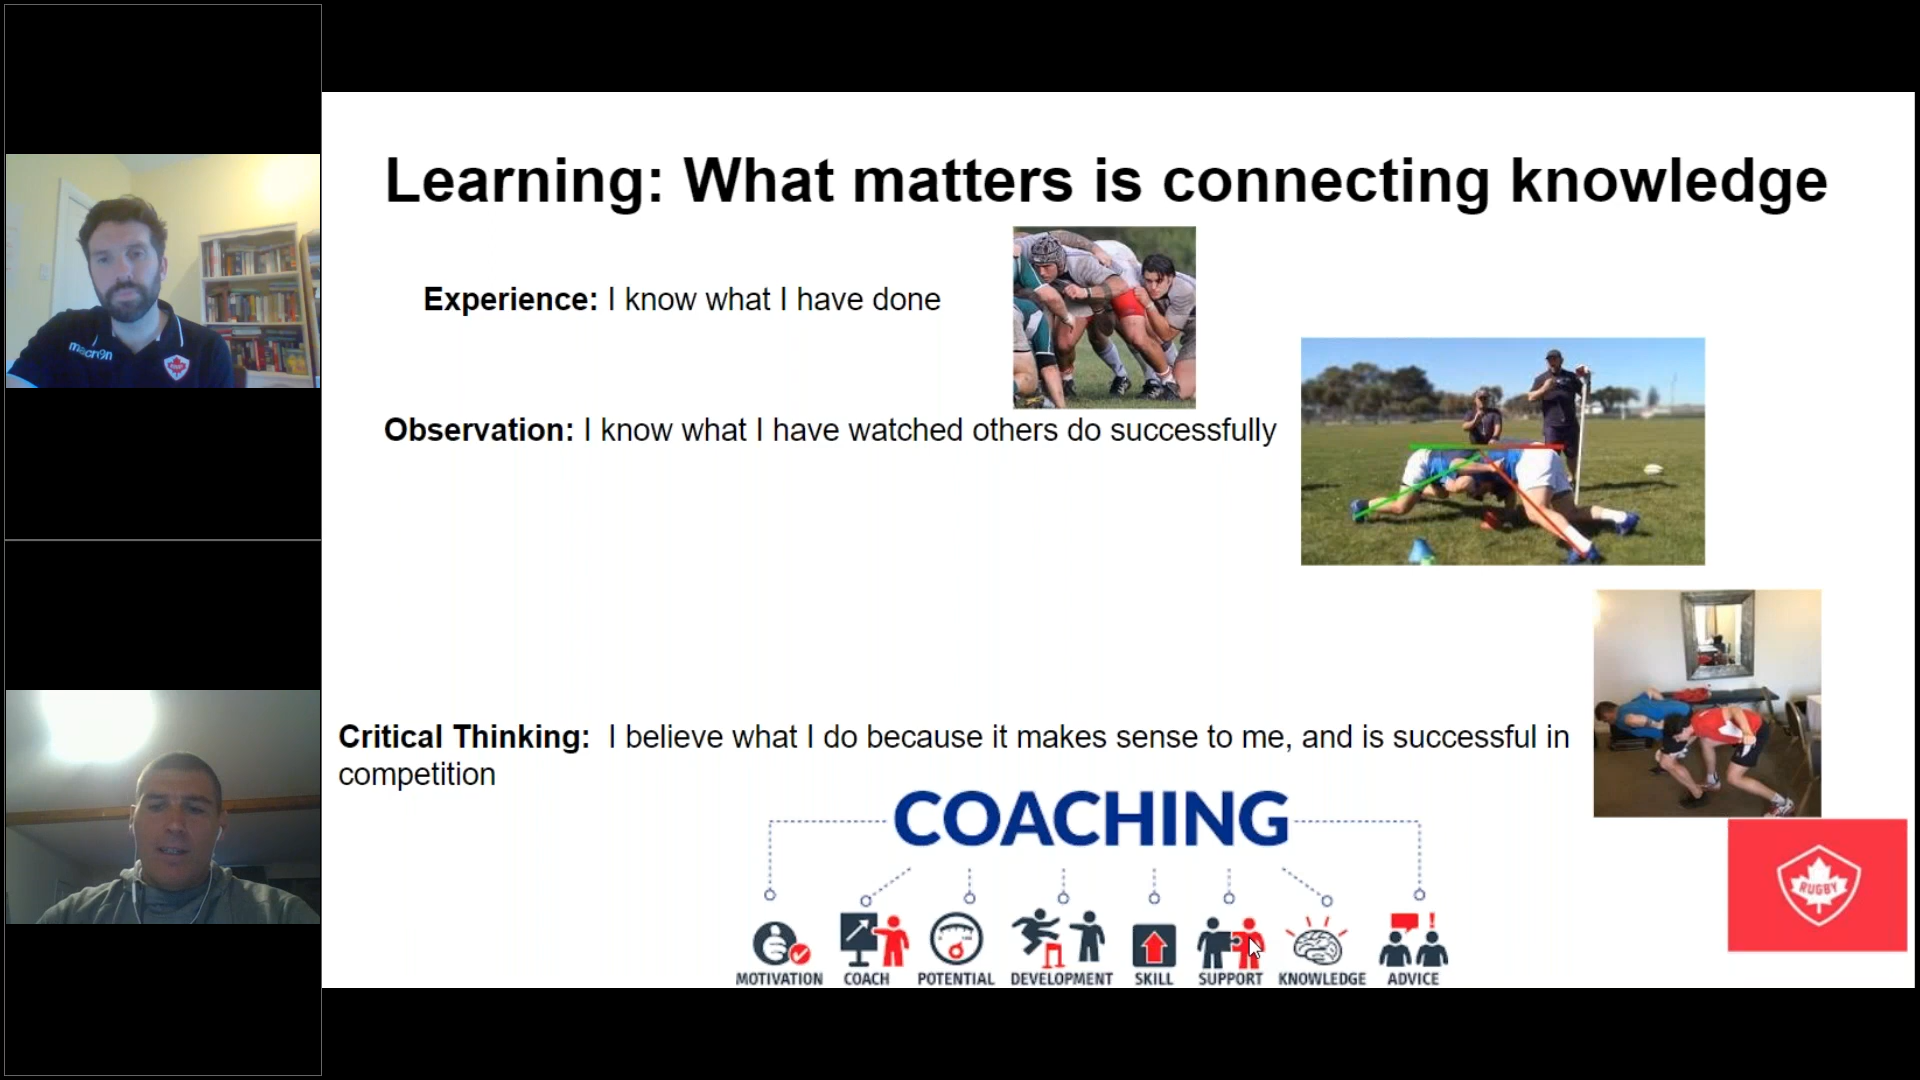 Learning: What matters is connecting knowledge
Experience: I know what I have done
Observation: I know what I have watched others do successfully
Critical Thinking: I believe what I do because it makes sense to me, and is successful in
competition
COACHING
MOTIVATION
COACH
POTENTIAL
DEVELOPMENT
SKILL
SUPPORT
KNOWLEDGE
ADVICE
RUGBY
macron